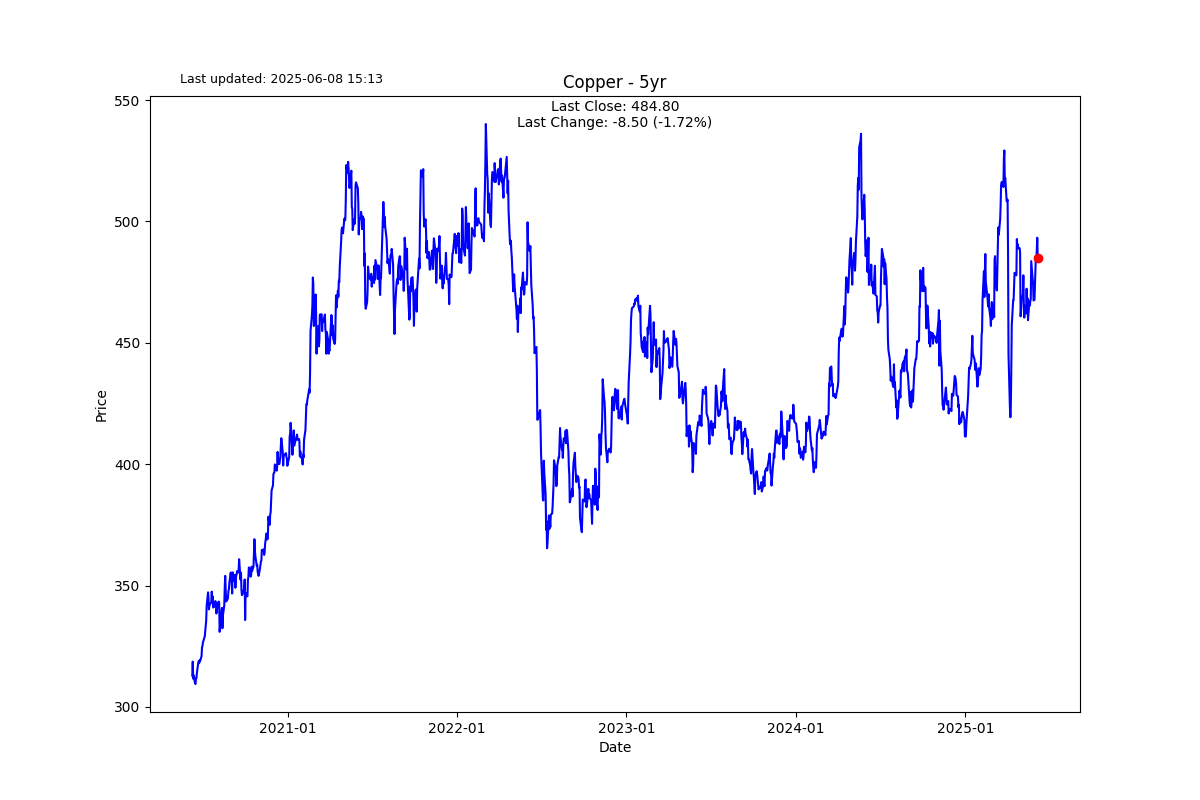 Last updated: 2025-06-08 15:13
Copper - 5yr
Last Close: 484.80
Last Change: -8.50 (-1.72%)
550
500
450
400
350
300
Price
2021-01
2022-01
2023-01
2024-01
2025-01
Date